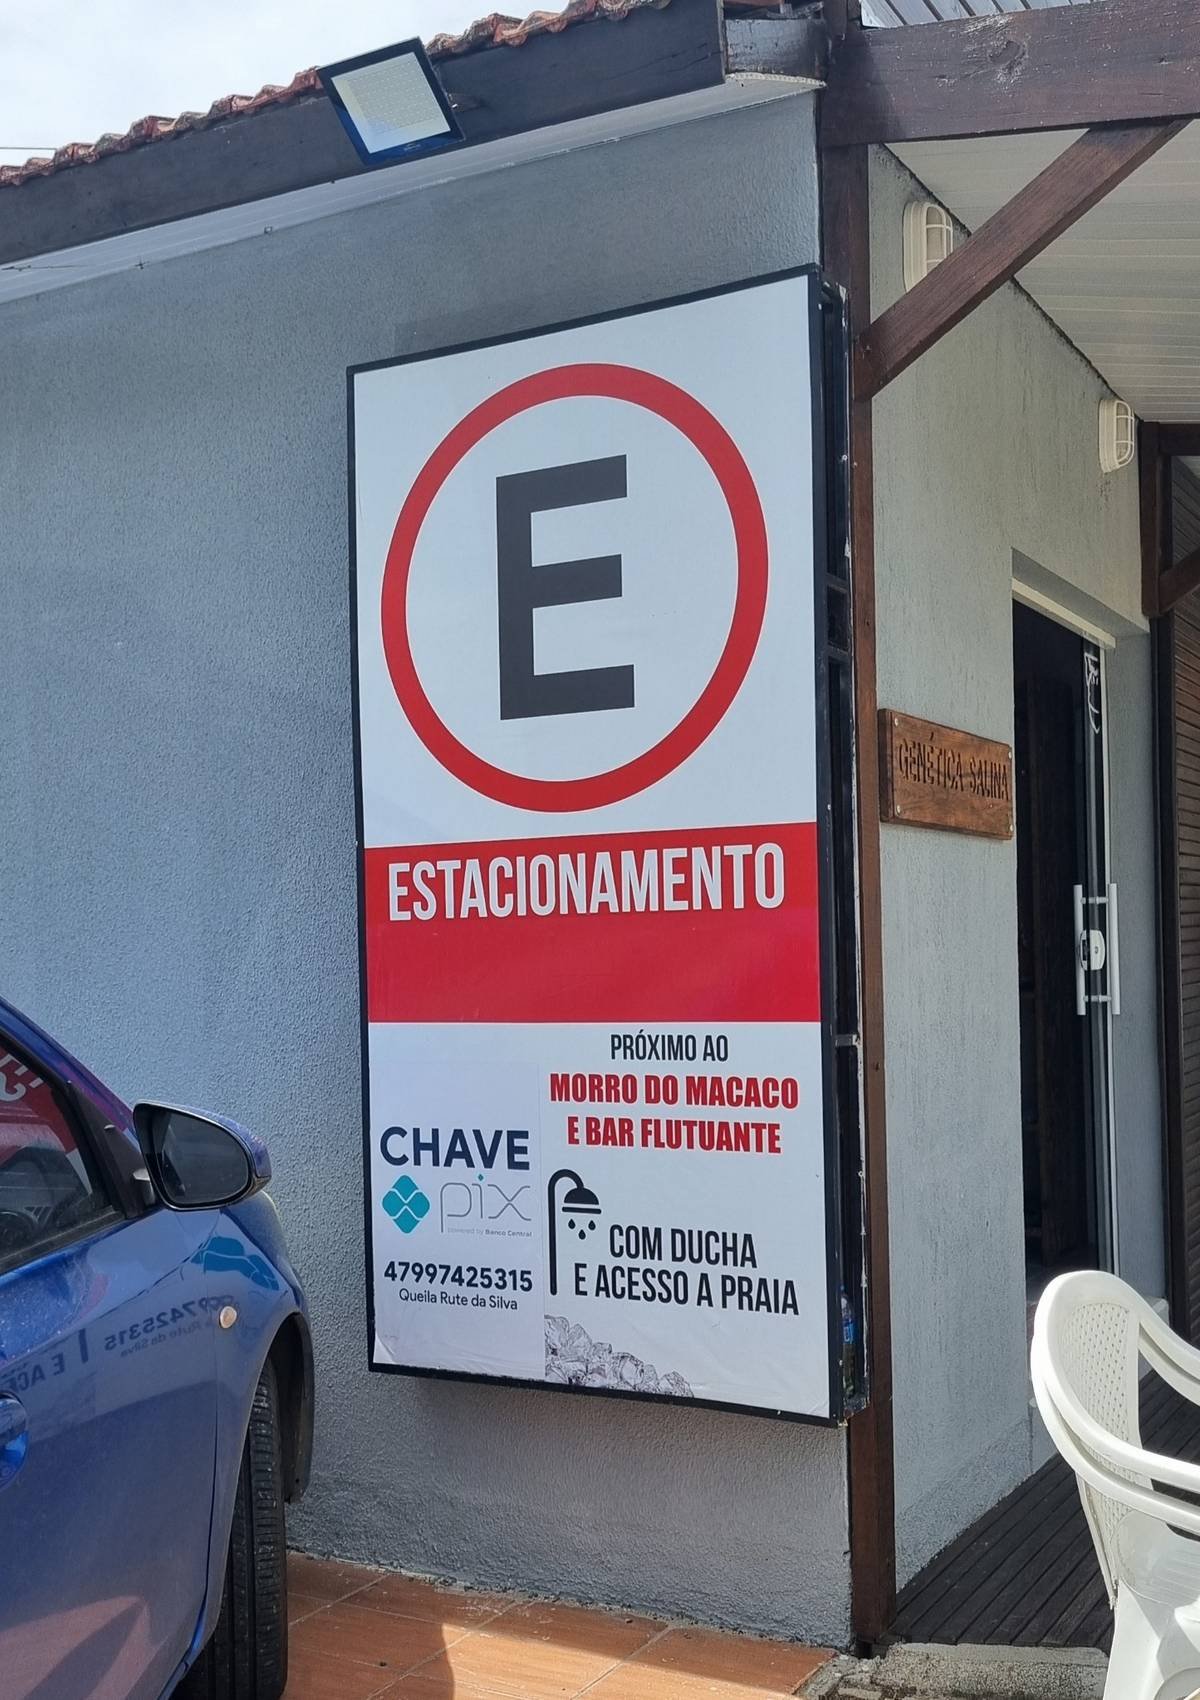 E
ESTACIONAMENTO
PRÓXIMO AO
MORRO DO MACACO
E BAR FLUTUANTE
CHAVE
pix
powered by Banco Central
47997425315
Queila Rute da Silva
COM DUCHA
E ACESSO A PRAIA
GENÉTICA SALINA